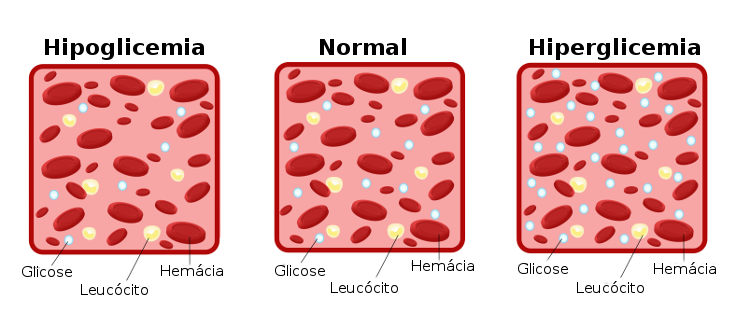 Hipoglicemia
Normal
Hiperglicemia
Glicose
Leucócito
Hemácia
Glicose
Leucócito
Hemácia
Glicose
Leucócito
Hemácia